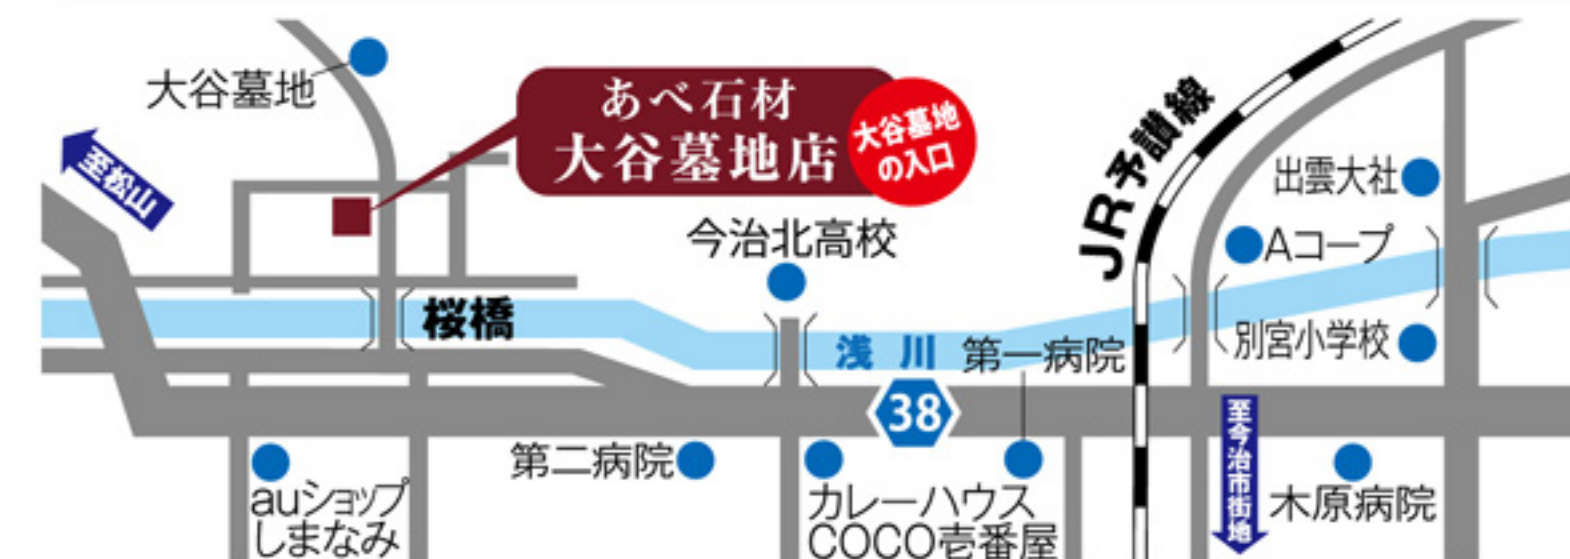 大谷墓地
至松山
あべ石材
大谷墓地店
大谷墓地
の入口
JR予讃線
出雲大社
今治北高校
Aコープ
桜橋
浅川
第一病院
別宮小学校
38
至今治市街地
第二病院
auショップ
しまなみ
カレーハウス
COCO壱番屋
木原病院